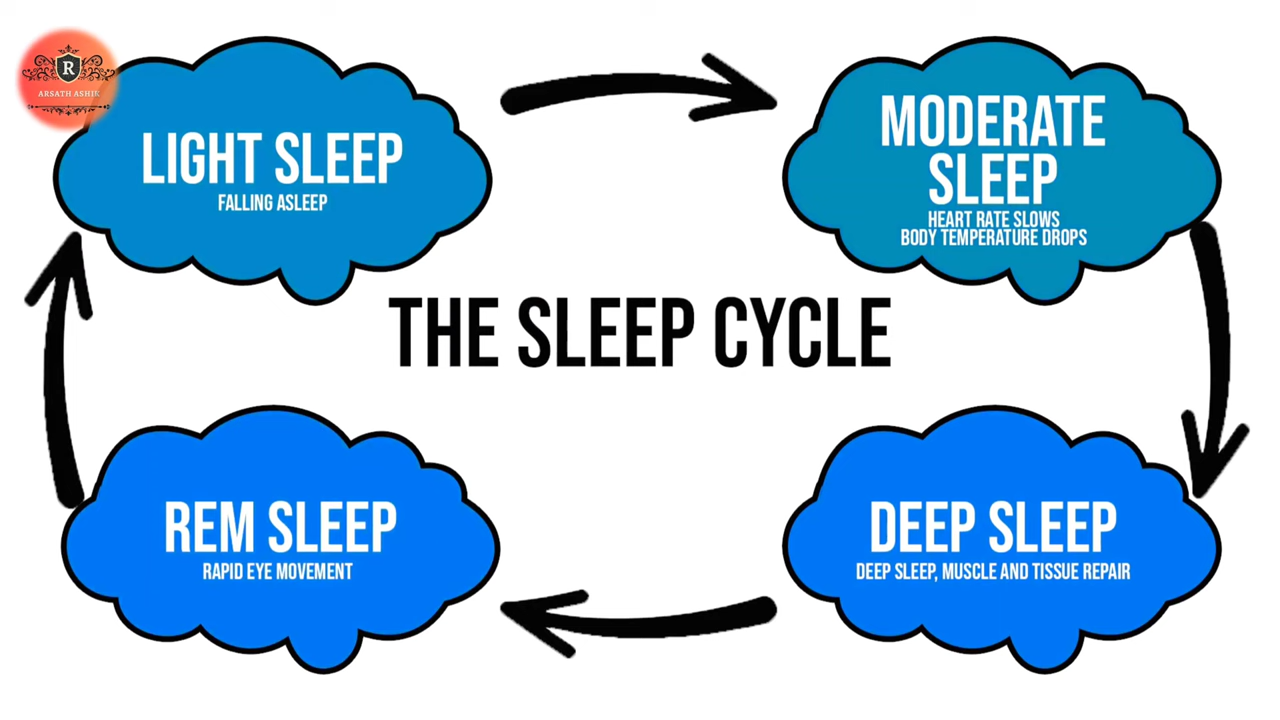 R
ARSATH ASHIK
LIGHT SLEEP
FALLING ASLEEP
MODERATE
SLEEP
HEART RATE SLOWS
BODY TEMPERATURE DROPS
THE SLEEP CYCLE
REM SLEEP
RAPID EYE MOVEMENT
DEEP SLEEP
DEEP SLEEP, MUSCLE AND TISSUE REPAIR